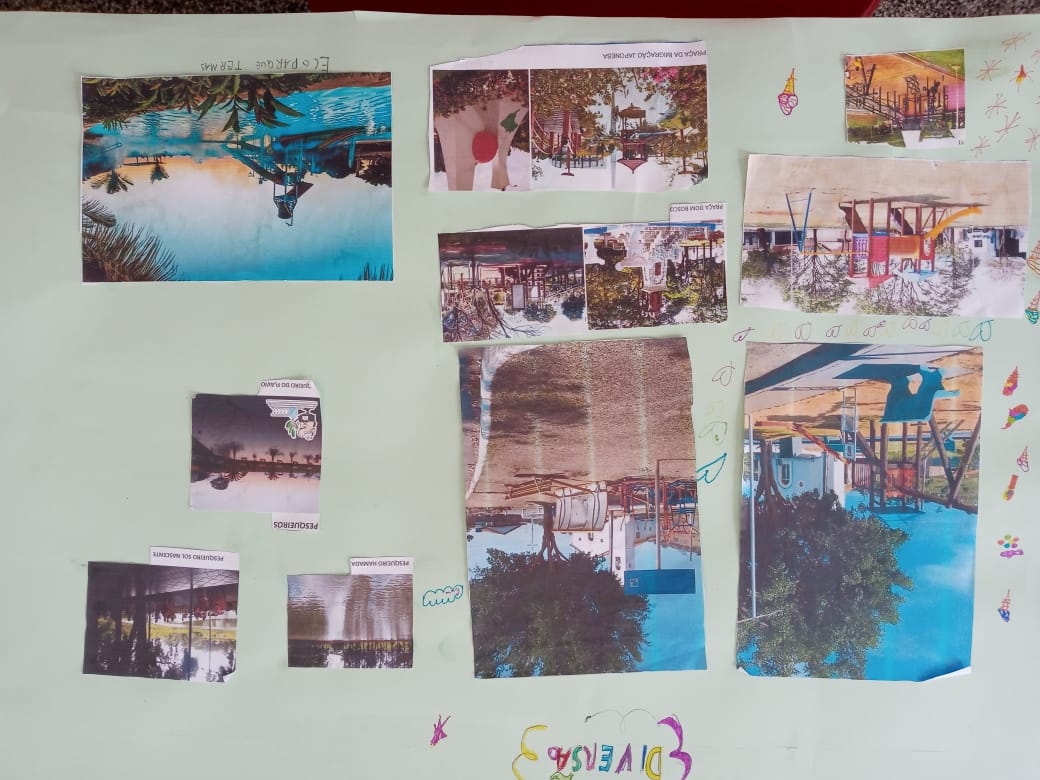 DIVERSÃO
PESQUEIRO HAMADA
PESQUEIRO SOL NASCENTE
PESQUEIROS
QUEIRO DO FLAVIO
PRAÇA DOM BOSCO
PRAÇA DA IMIGRAÇÃO JAPONESA
ECOPARQUE TERMAS